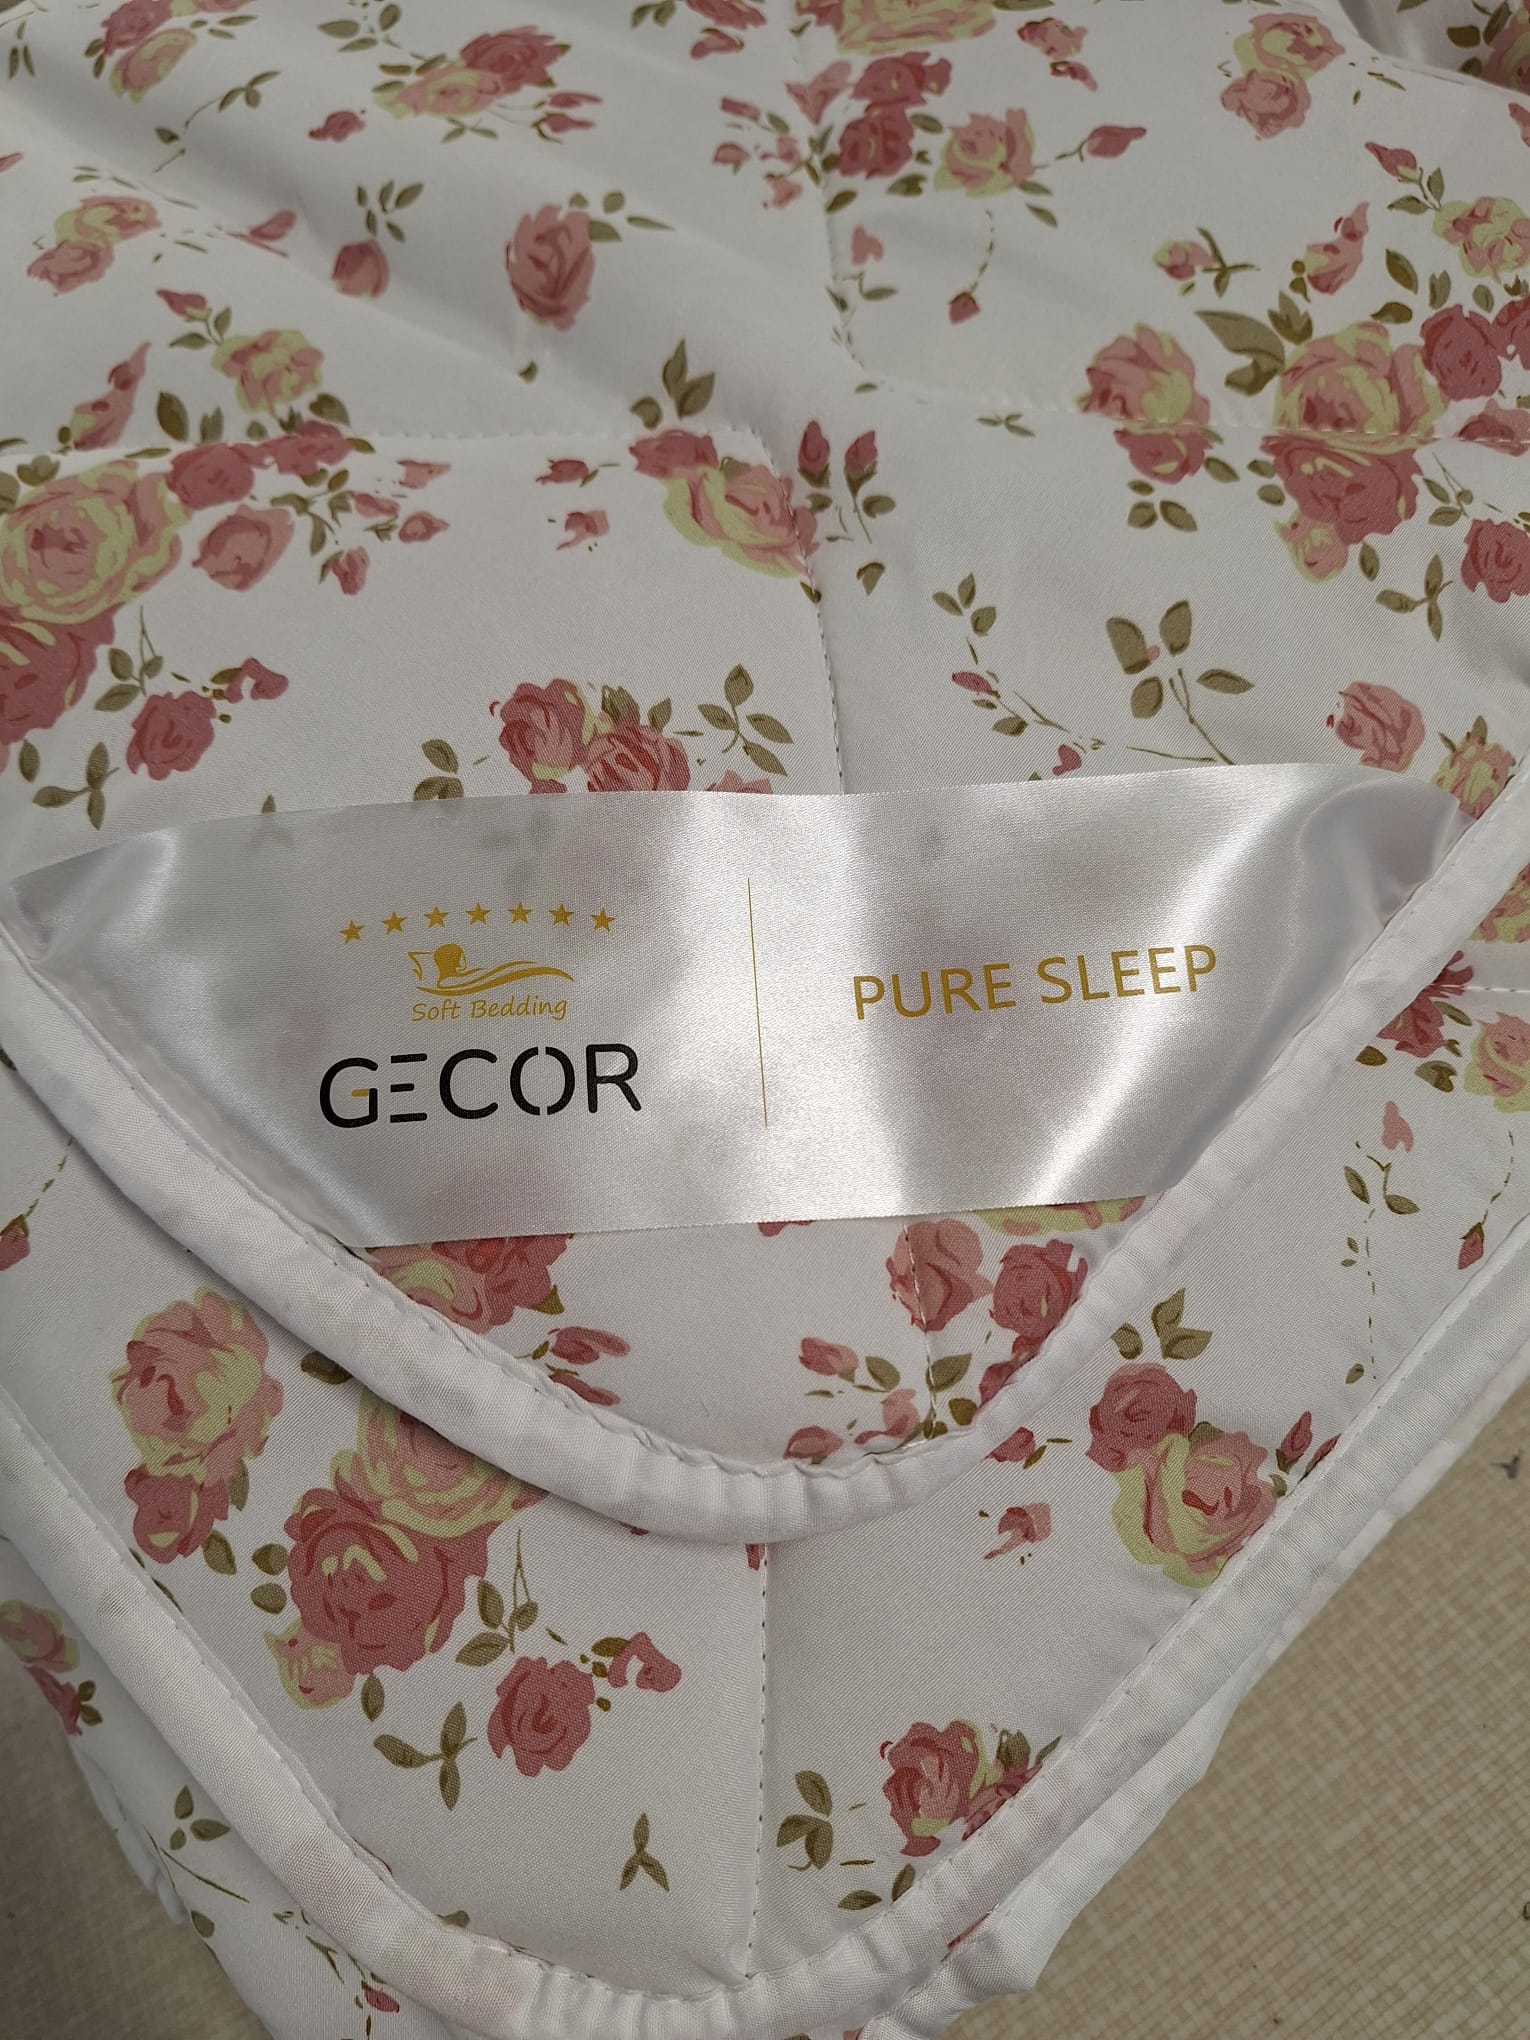 Soft Bedding
GECOR
PURE SLEEP